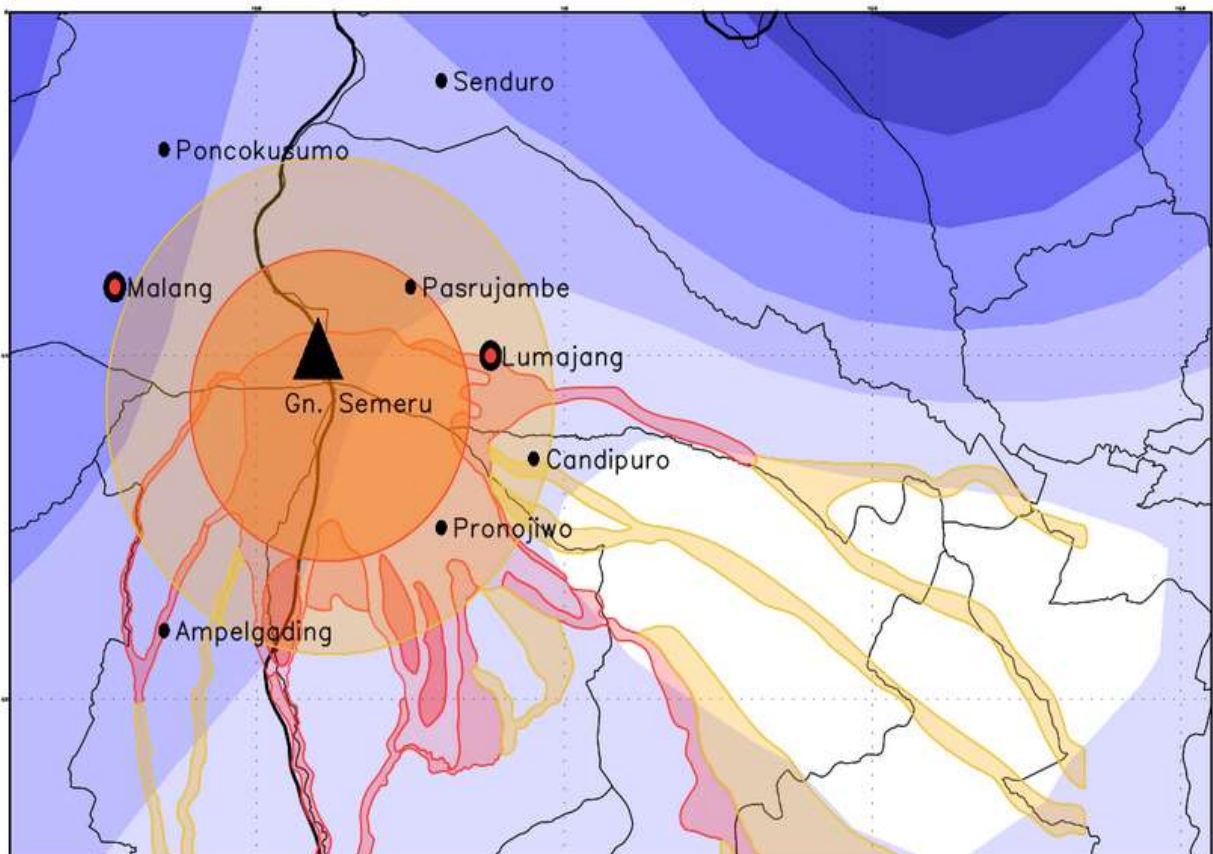 Senduro
Poncokusumo
Malang
Pasrujambe
Lumajang
Gn. Semeru
Candipuro
Pronojiwo
Ampelgading